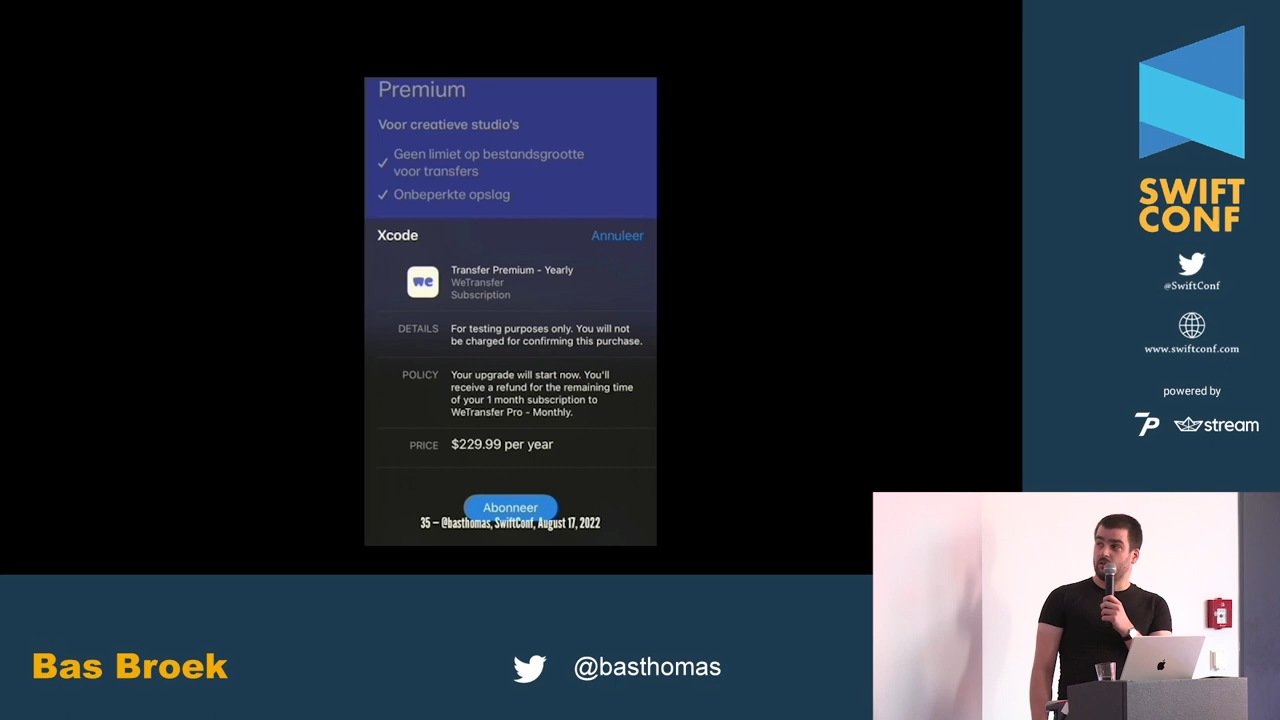 Premium
Voor creatieve studio's
Geen limiet op bestandsgrootte
voor transfers
Onbeperkte opslag
Xcode
Annuleer
we
Transfer Premium - Yearly
WeTransfer
Subscription
DETAILS
For testing purposes only. You will not
be charged for confirming this purchase.
POLICY
Your upgrade will start now. You'll
receive a refund for the remaining time
of your 1 month subscription to
WeTransfer Pro - Monthly.
PRICE
$229.99 per year
Abonneer
35 – @basthomas, SwiftConf, August 17, 2022
SWIFT
CONF
@SwiftConf
www.swiftconf.com
powered by
7P
stream
Bas Broek
@basthomas